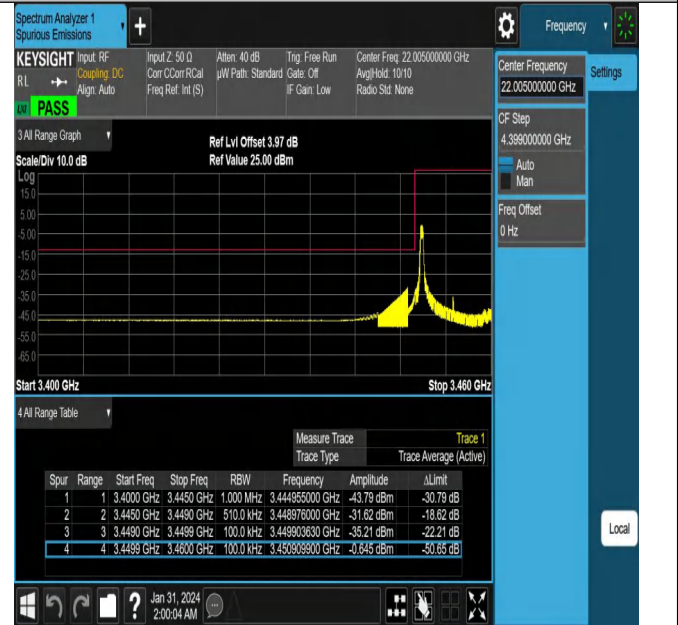 Spectrum Analyzer 1
Spurious Emissions
+
Frequency
KEYSIGHT Input: RF Input Z: 50 Ω Atten: 40 dB Trig: Free Run Center Freq: 22.005000000 GHz
RL Coupling: DC Corr CCorr RCal µW Path: Standard Gate: Off Avg|Hold: 10/10
Align: Auto Freq Ref: Int (S) IF Gain: Low Radio Std: None
LXI PASS
Center Frequency
22.005000000 GHz
Settings
CF Step
4.399000000 GHz
Auto
Man
Freq Offset
0 Hz
3 All Range Graph
Ref Lvl Offset 3.97 dB
Scale/Div 10.0 dB Ref Value 25.00 dBm
Log
15.0
5.00
-5.00
-15.0
-25.0
-35.0
-45.0
-55.0
-65.0
Start 3.400 GHz Stop 3.460 GHz
4 All Range Table
Measure Trace Trace 1
Trace Type Trace Average (Active)
Spur Range Start Freq Stop Freq RBW Frequency Amplitude ΔLimit
1 1 3.4000 GHz 3.4450 GHz 1.000 MHz 3.444955000 GHz -43.79 dBm -30.79 dB
2 2 3.4450 GHz 3.4490 GHz 510.0 kHz 3.448976000 GHz -31.62 dBm -18.62 dB
3 3 3.4490 GHz 3.4499 GHz 100.0 kHz 3.449903630 GHz -35.21 dBm -22.21 dB
4 4 3.4499 GHz 3.4600 GHz 100.0 kHz 3.450909900 GHz -0.645 dBm -50.65 dB
Local
? Jan 31, 2024
2:00:04 AM